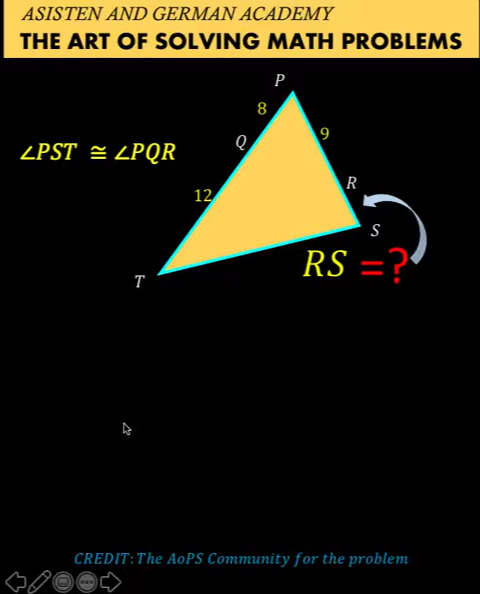 ASISTEN AND GERMAN ACADEMY
THE ART OF SOLVING MATH PROBLEMS
P
8
9
Q
∠PST ≅ ∠PQR
R
12
S
RS =?
T
CREDIT: The AoPS Community for the problem